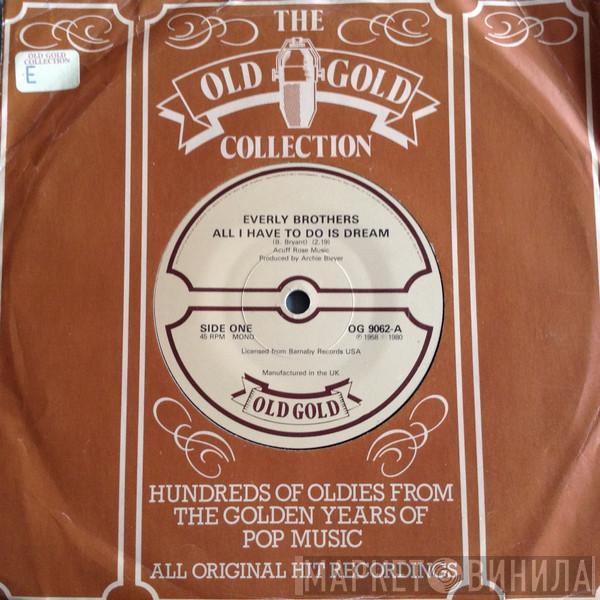 THE
OLD GOLD
COLLECTION
OLD GOLD
COLLECTION
E
EVERLY BROTHERS
ALL I HAVE TO DO IS DREAM
(B. Bryant) (2.19)
Acuff Rose Music
Produced by Archie Bleyer
SIDE ONE
45 RPM MONO
OG 9062-A
℗ 1958 © 1980
Licensed from Barnaby Records USA
Manufactured in the UK
OLD GOLD
HUNDREDS OF OLDIES FROM
THE GOLDEN YEARS OF
POP MUSIC
ALL ORIGINAL HIT RECORDINGS
МАРКЕТ ВИНИЛА